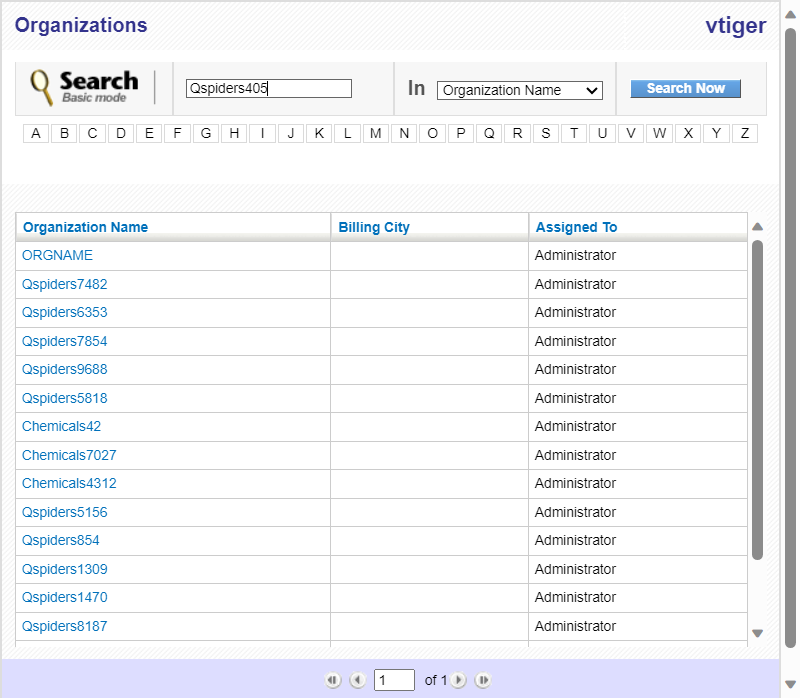 Organizations vtiger
Search
Basic mode
Qspiders405 In Organization Name Search Now
A B C D E F G H I J K L M N O P Q R S T U V W X Y Z
Organization Name Billing City Assigned To
ORGNAME Administrator
Qspiders7482 Administrator
Qspiders6353 Administrator
Qspiders7854 Administrator
Qspiders9688 Administrator
Qspiders5818 Administrator
Chemicals42 Administrator
Chemicals7027 Administrator
Chemicals4312 Administrator
Qspiders5156 Administrator
Qspiders854 Administrator
Qspiders1309 Administrator
Qspiders1470 Administrator
Qspiders8187 Administrator
1 of 1